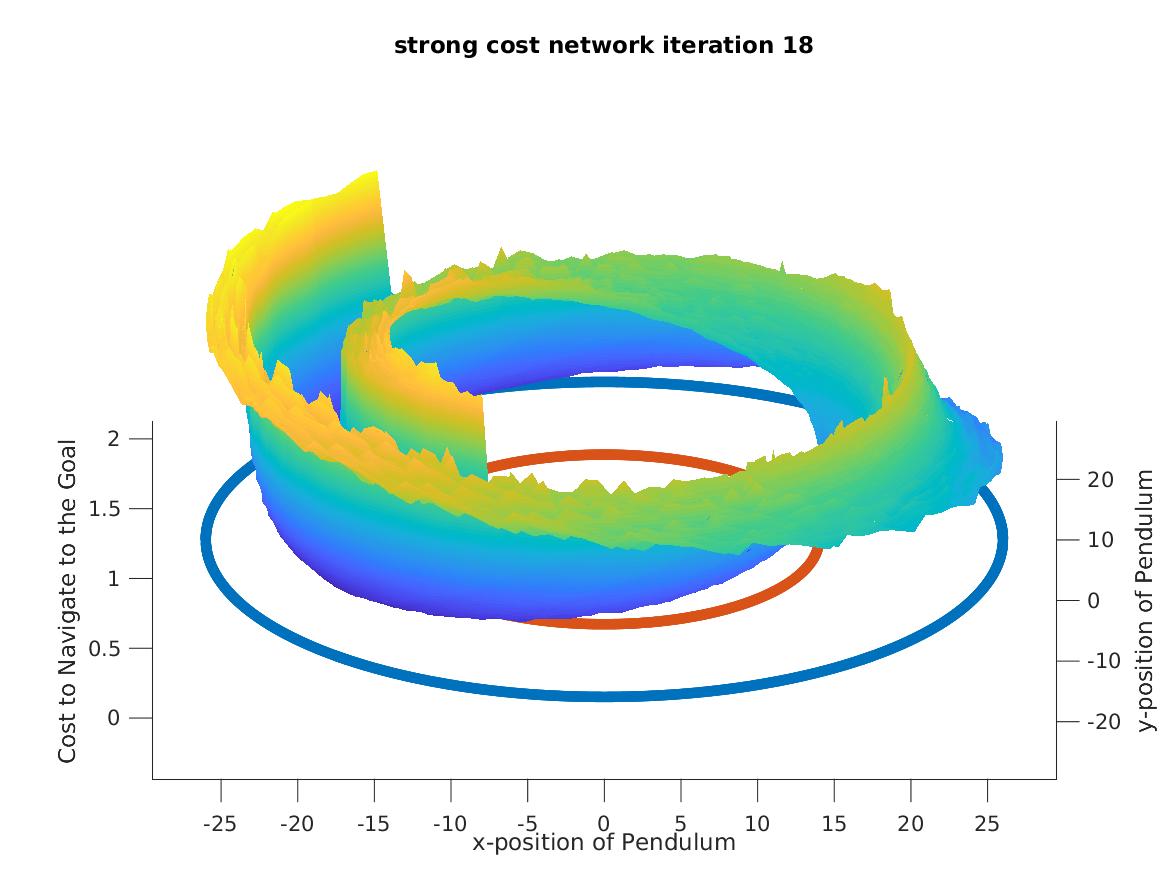 strong cost network iteration 18
Cost to Navigate to the Goal
2
1.5
1
0.5
0
20
10
0
-10
-20
y-position of Pendulum
-25 -20 -15 -10 -5 0 5 10 15 20 25
x-position of Pendulum